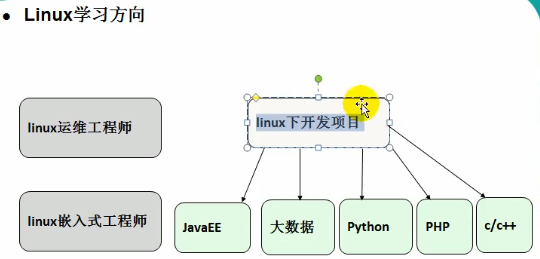 ● Linux学习方向
linux运维工程师
linux下开发项目
linux嵌入式工程师
JavaEE
大数据
Python
PHP
c/c++